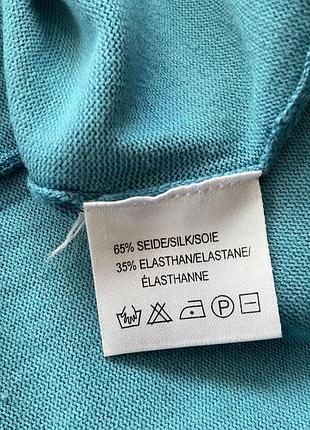 65% SEIDE/SILK/SOIE
35% ELASTHAN/ELASTANE/
ÉLASTHANNE
P